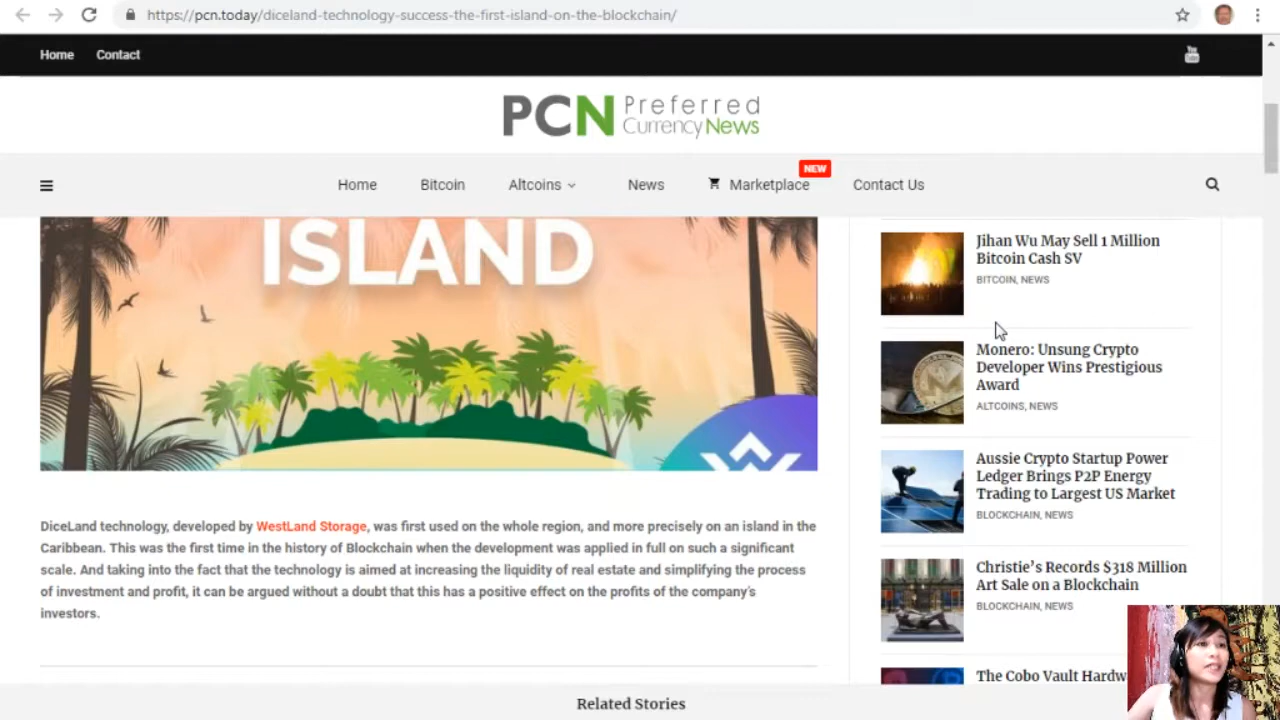 https://pcn.today/diceland-technology-success-the-first-island-on-the-blockchain/
Home Contact
You Tube
PCN Preferred
CurrencyNews
NEW
Home Bitcoin Altcoins News Marketplace Contact Us
ISLAND
DiceLand technology, developed by WestLand Storage, was first used on the whole region, and more precisely on an island in the
Caribbean. This was the first time in the history of Blockchain when the development was applied in full on such a significant
scale. And taking into the fact that the technology is aimed at increasing the liquidity of real estate and simplifying the process
of investment and profit, it can be argued without a doubt that this has a positive effect on the profits of the company's
investors.
Jihan Wu May Sell 1 Million
Bitcoin Cash SV
BITCOIN, NEWS
Monero: Unsung Crypto
Developer Wins Prestigious
Award
ALTCOINS, NEWS
Aussie Crypto Startup Power
Ledger Brings P2P Energy
Trading to Largest US Market
BLOCKCHAIN, NEWS
Christie's Records $318 Million
Art Sale on a Blockchain
BLOCKCHAIN, NEWS
The Cobo Vault
Related Stories